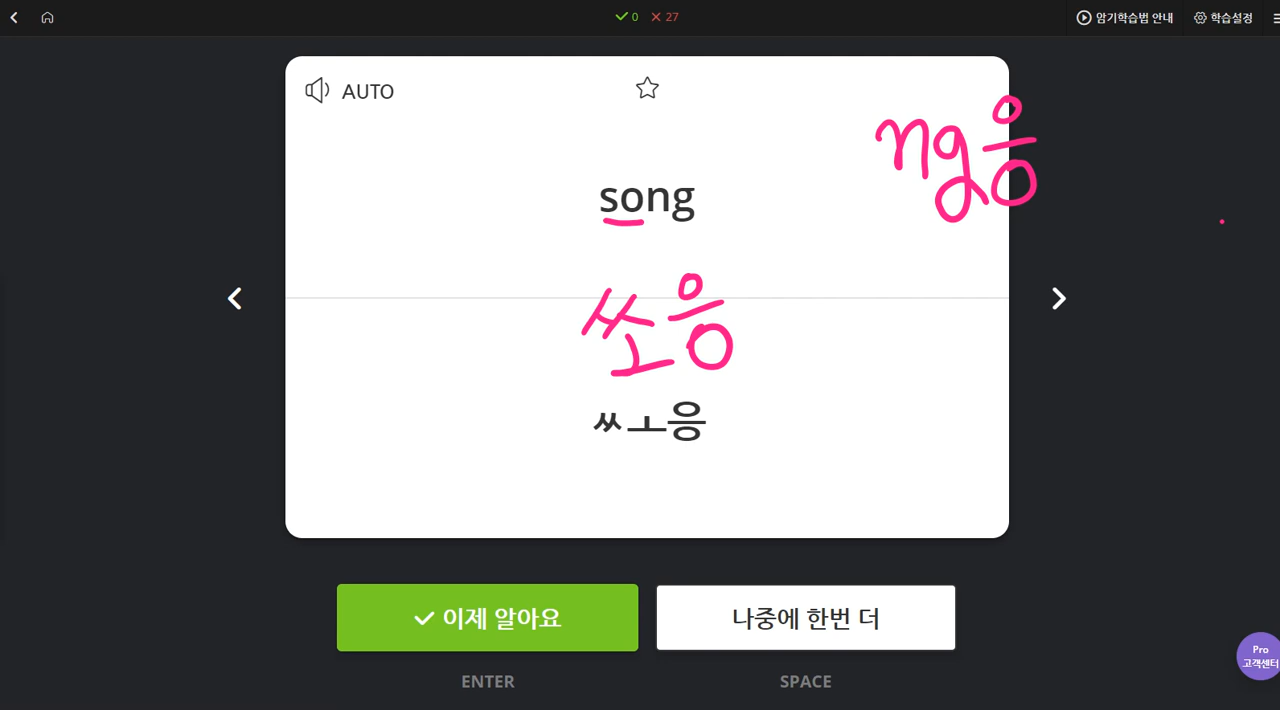 0 27 암기학습법 안내 학습설정
AUTO
ng응
song
쏘응
ㅆㅗ응
이제 알아요 나중에 한번 더
Pro
고객센터
ENTER SPACE